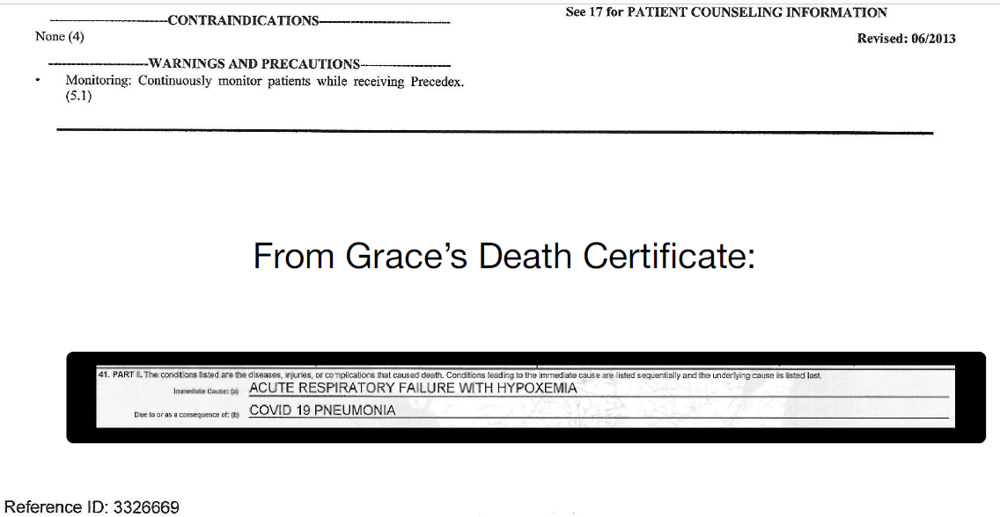 CONTRAINDICATIONS
None (4)
WARNINGS AND PRECAUTIONS
• Monitoring: Continuously monitor patients while receiving Precedex.
(5.1)
See 17 for PATIENT COUNSELING INFORMATION
Revised: 06/2013
From Grace’s Death Certificate:
41. PART I. The conditions listed are the diseases, injuries, or complications that caused death. Conditions leading to the immediate cause are listed sequentially and the underlying cause is listed last.
Immediate Cause: (a) ACUTE RESPIRATORY FAILURE WITH HYPOXEMIA
Due to or as a consequence of: (b) COVID 19 PNEUMONIA
Reference ID: 3326669